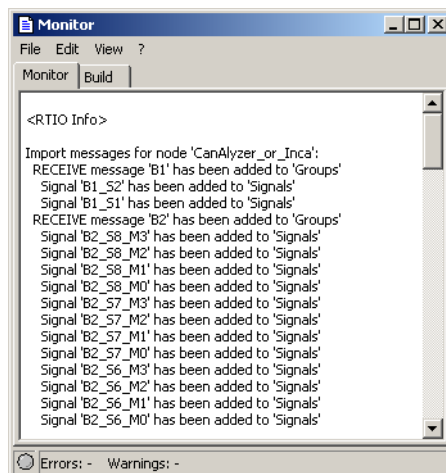 Monitor
File Edit View ?
Monitor Build
<RTIO Info>
Import messages for node 'CanAlyzer_or_Inca':
RECEIVE message 'B1' has been added to 'Groups'
Signal 'B1_S2' has been added to 'Signals'
Signal 'B1_S1' has been added to 'Signals'
RECEIVE message 'B2' has been added to 'Groups'
Signal 'B2_S8_M3' has been added to 'Signals'
Signal 'B2_S8_M2' has been added to 'Signals'
Signal 'B2_S8_M1' has been added to 'Signals'
Signal 'B2_S8_M0' has been added to 'Signals'
Signal 'B2_S7_M3' has been added to 'Signals'
Signal 'B2_S7_M2' has been added to 'Signals'
Signal 'B2_S7_M1' has been added to 'Signals'
Signal 'B2_S7_M0' has been added to 'Signals'
Signal 'B2_S6_M3' has been added to 'Signals'
Signal 'B2_S6_M2' has been added to 'Signals'
Signal 'B2_S6_M1' has been added to 'Signals'
Signal 'B2_S6_M0' has been added to 'Signals'
Errors: - Warnings: -